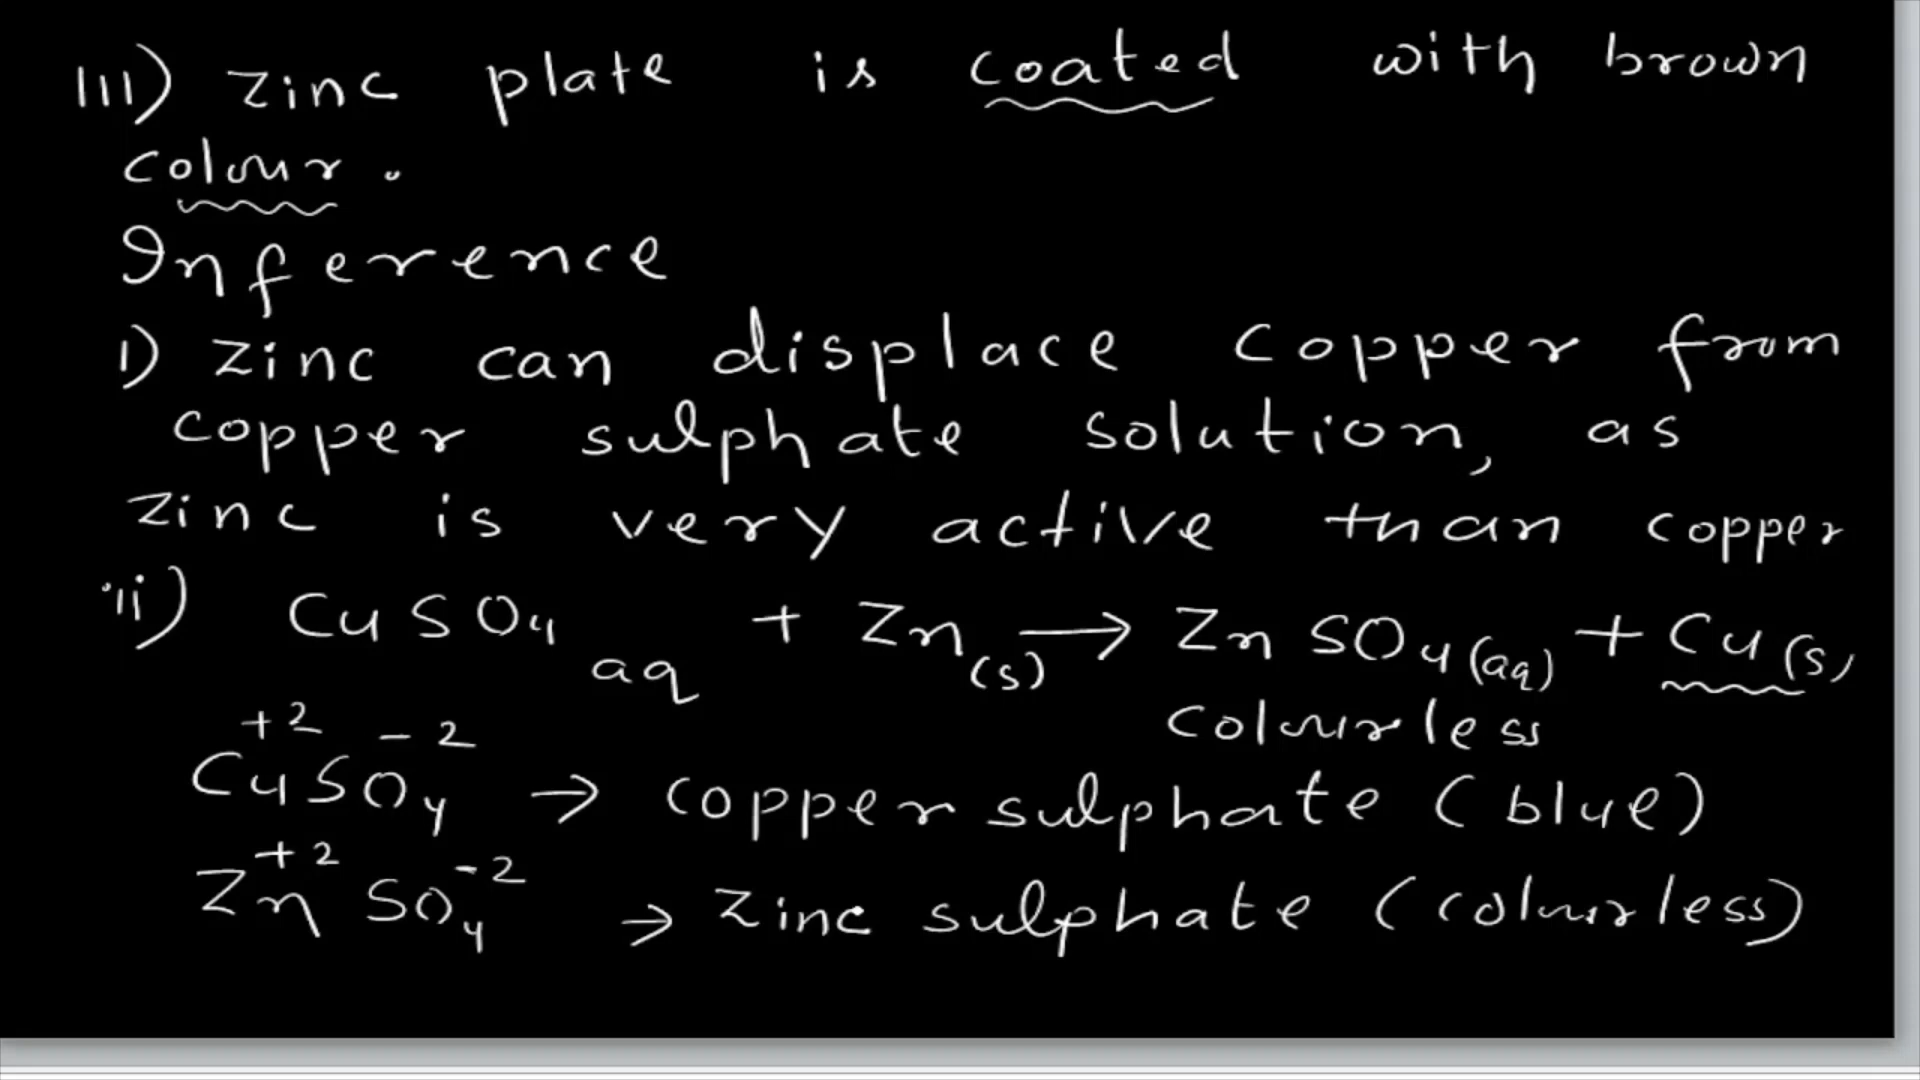 III) zinc plate is coated with brown
colour.
Inference
i) zinc can displace copper from
copper sulphate solution, as
zinc is very active than copper
ii) CuSO4 aq + Zn(s) → ZnSO4(aq) + Cu(s)
colourless
+2 -2
CuSO4 → copper sulphate (blue)
+2 -2
ZnSO4 → zinc sulphate (colourless)